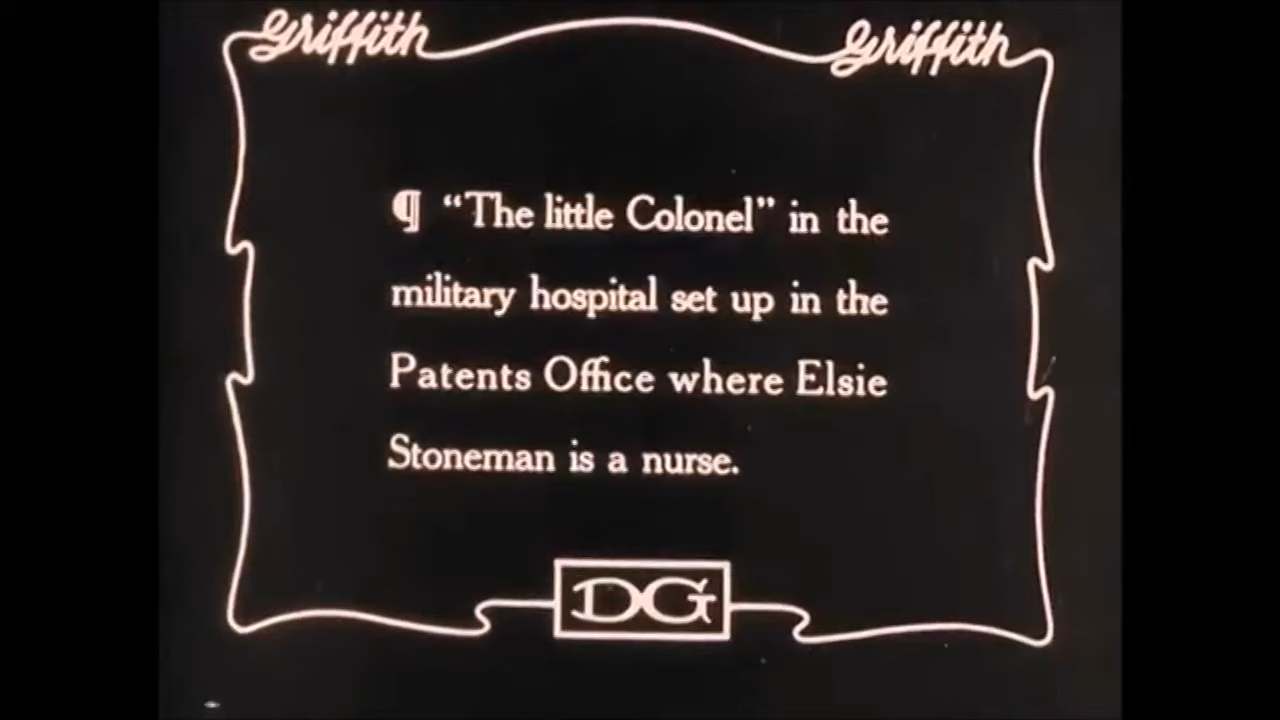 Griffith Griffith
¶ “The little Colonel” in the
military hospital set up in the
Patents Office where Elsie
Stoneman is a nurse.
DG